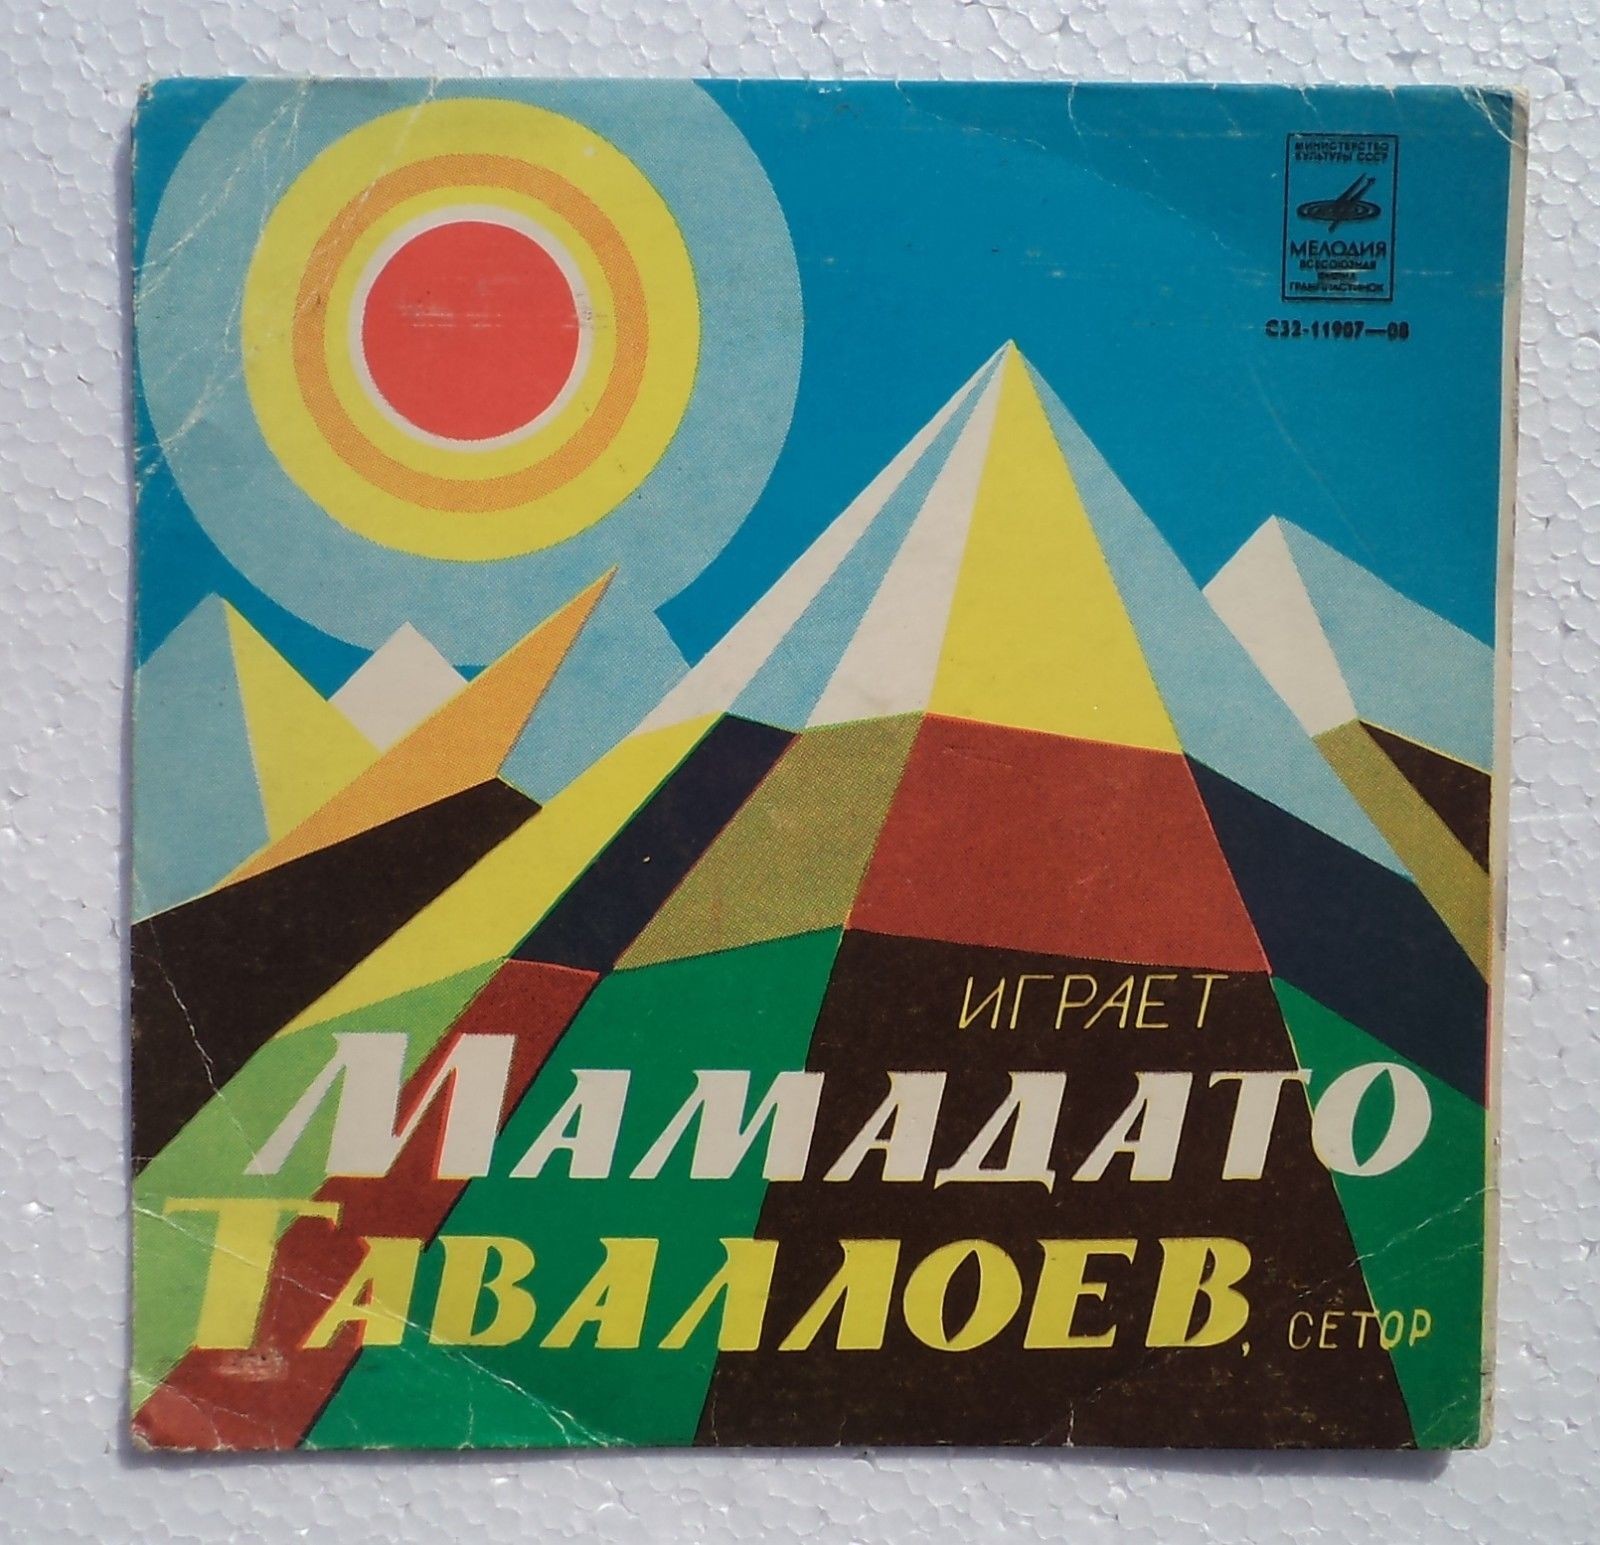 МИНИСТЕРСТВО
КУЛЬТУРЫ СССР
МЕЛОДИЯ
ВСЕСОЮЗНАЯ
ФИРМА
ГРАМПЛАСТИНОК
С32-11907—08
ИГРАЕТ
МАМАДАТО
ТАВАЛЛОЕВ, СЕТОР